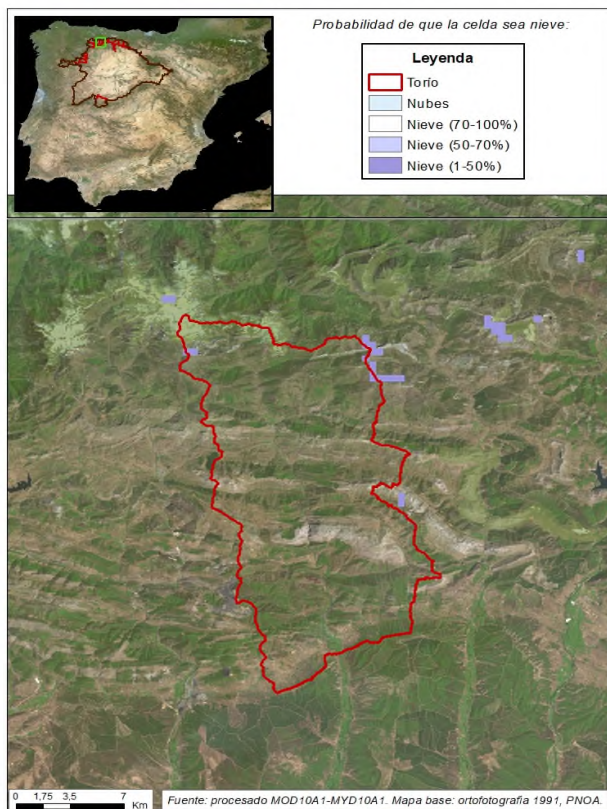 Probabilidad de que la celda sea nieve:
Leyenda
Torío
Nubes
Nieve (70-100%)
Nieve (50-70%)
Nieve (1-50%)
0 1,75 3,5 7
Km
Fuente: procesado MOD10A1-MYD10A1. Mapa base: ortofotografia 1991, PNOA